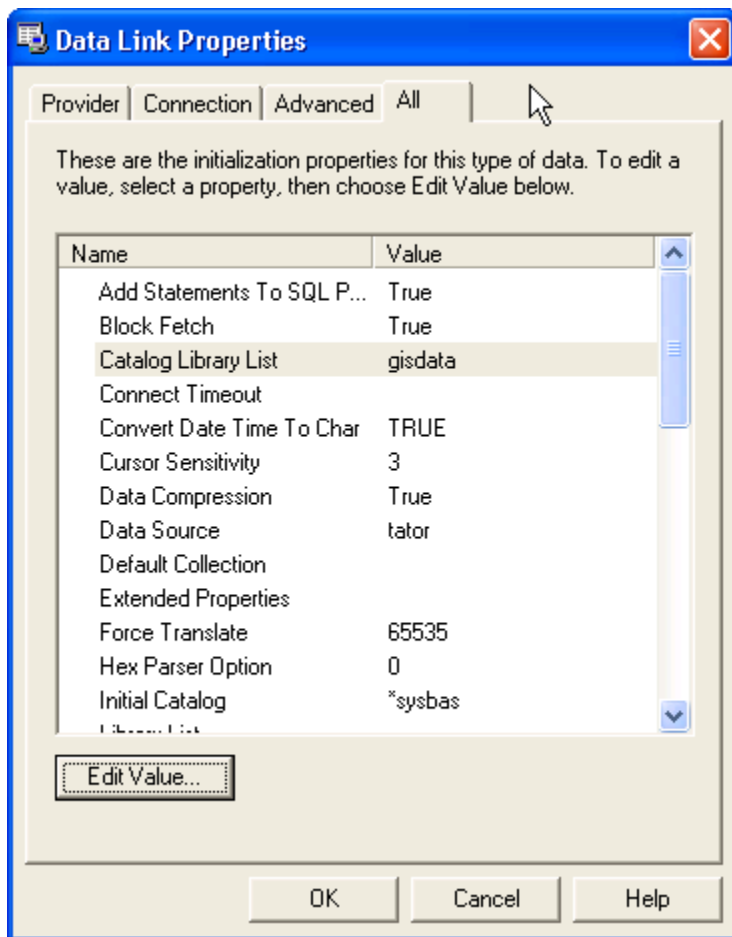 Data Link Properties
Provider Connection Advanced All
These are the initialization properties for this type of data. To edit a
value, select a property, then choose Edit Value below.
Name Value
Add Statements To SQL P... True
Block Fetch True
Catalog Library List gisdata
Connect Timeout
Convert Date Time To Char TRUE
Cursor Sensitivity 3
Data Compression True
Data Source tator
Default Collection
Extended Properties
Force Translate 65535
Hex Parser Option 0
Initial Catalog *sysbas
Library List
Edit Value...
OK Cancel Help